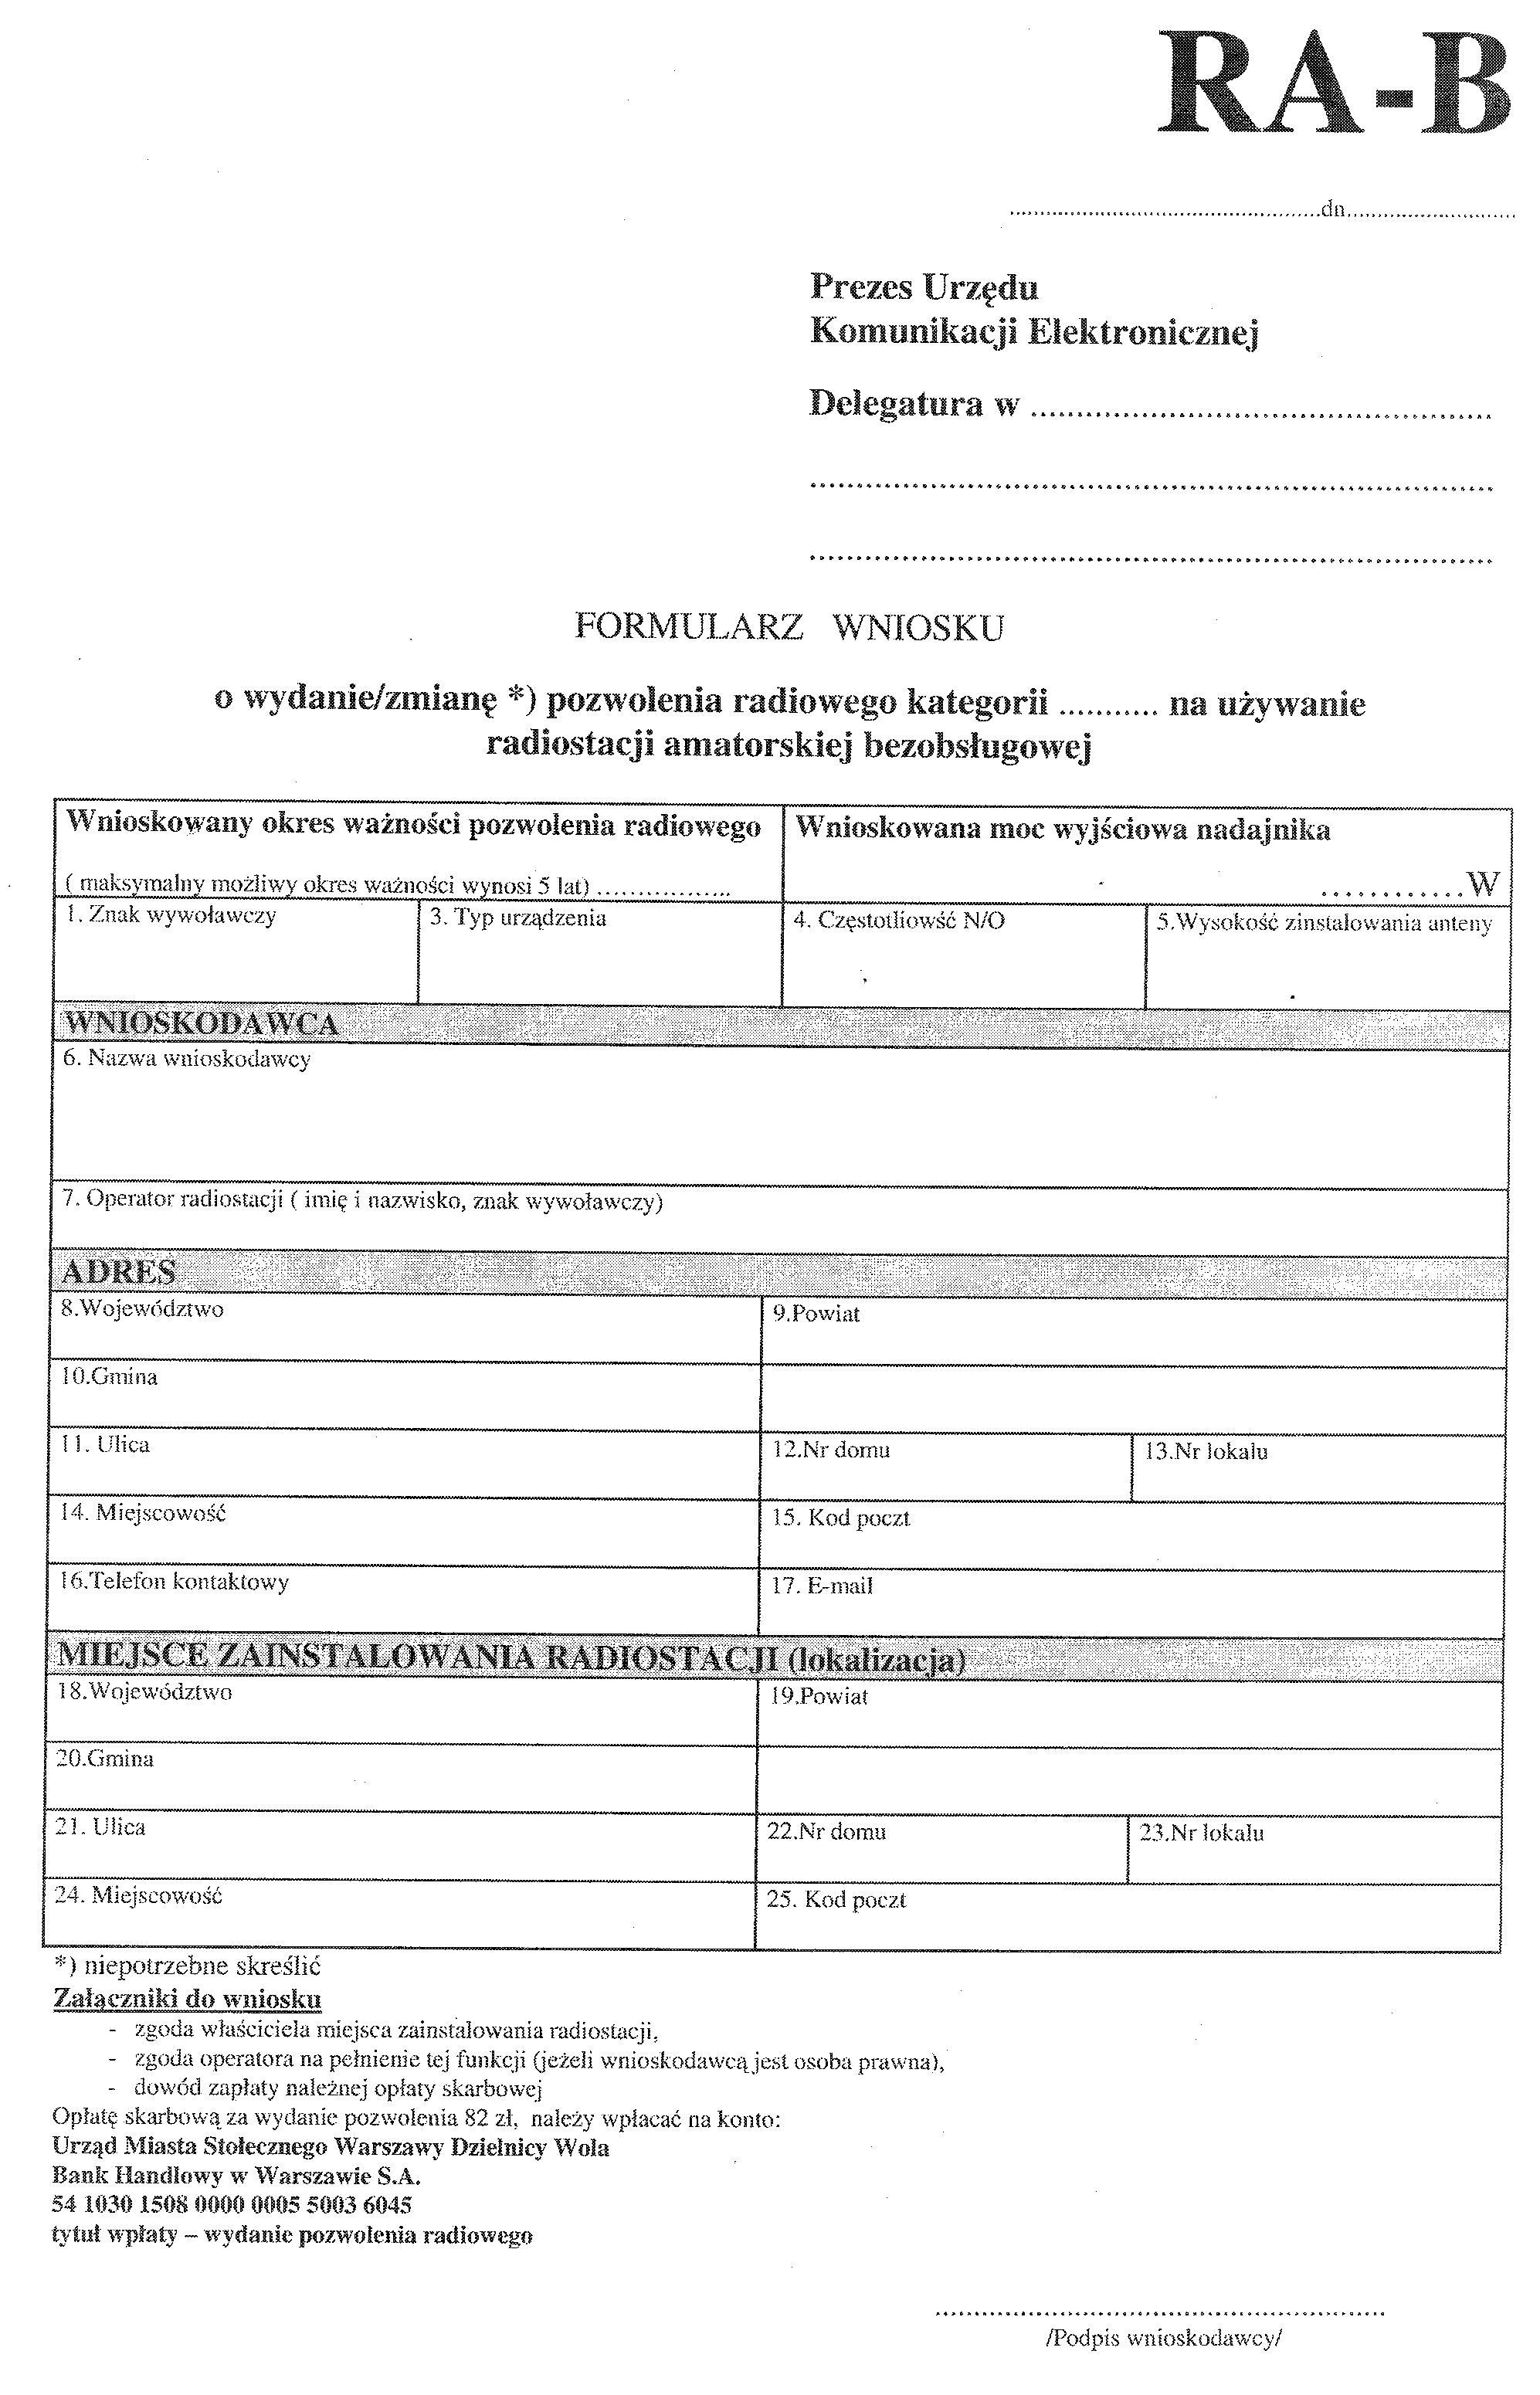 RA-B
....................................................dn............................
Prezes Urzędu
Komunikacji Elektronicznej
Delegatura w ............................................................
FORMULARZ WNIOSKU
o wydanie/zmianę *) pozwolenia radiowego kategorii ........... na używanie
radiostacji amatorskiej bezobsługowej
Wnioskowany okres ważności pozwolenia radiowego
( maksymalny możliwy okres ważności wynosi 5 lat) .................
Wnioskowana moc wyjściowa nadajnika
............W
1. Znak wywoławczy
3. Typ urządzenia
4. Częstotliowść N/O
5.Wysokość zinstalowania anteny
WNIOSKODAWCA
6. Nazwa wnioskodawcy
7. Operator radiostacji ( imię i nazwisko, znak wywoławczy)
ADRES
8.Województwo
9.Powiat
10.Gmina
11. Ulica
12.Nr domu
13.Nr lokalu
14. Miejscowość
15. Kod poczt
16.Telefon kontaktowy
17. E-mail
MIEJSCE ZAINSTALOWANIA RADIOSTACJI (lokalizacja)
18.Województwo
19.Powiat
20.Gmina
21. Ulica
22.Nr domu
23.Nr lokalu
24. Miejscowość
25. Kod poczt
*) niepotrzebne skreślić
Załączniki do wniosku
- zgoda właściciela miejsca zainstalowania radiostacji,
- zgoda operatora na pełnienie tej funkcji (jeżeli wnioskodawcą jest osoba prawna),
- dowód zapłaty należnej opłaty skarbowej
Opłatę skarbową za wydanie pozwolenia 82 zł, należy wpłacać na konto:
Urząd Miasta Stołecznego Warszawy Dzielnicy Wola
Bank Handlowy w Warszawie S.A.
54 1030 1508 0000 0005 5003 6045
tytuł wpłaty – wydanie pozwolenia radiowego
/Podpis wnioskodawcy/